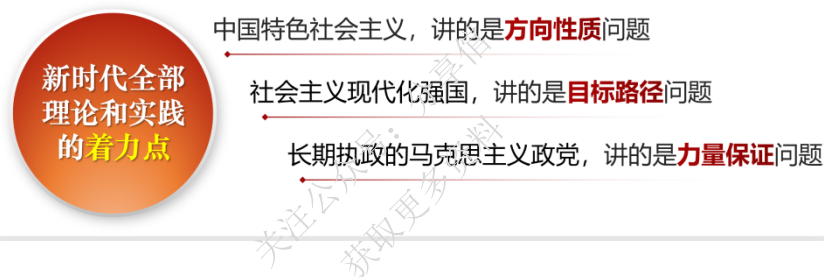 新时代全部
理论和实践
的着力点
中国特色社会主义，讲的是方向性质问题
社会主义现代化强国，讲的是目标路径问题
长期执政的马克思主义政党，讲的是力量保证问题
关注公众号：
获取更多资料